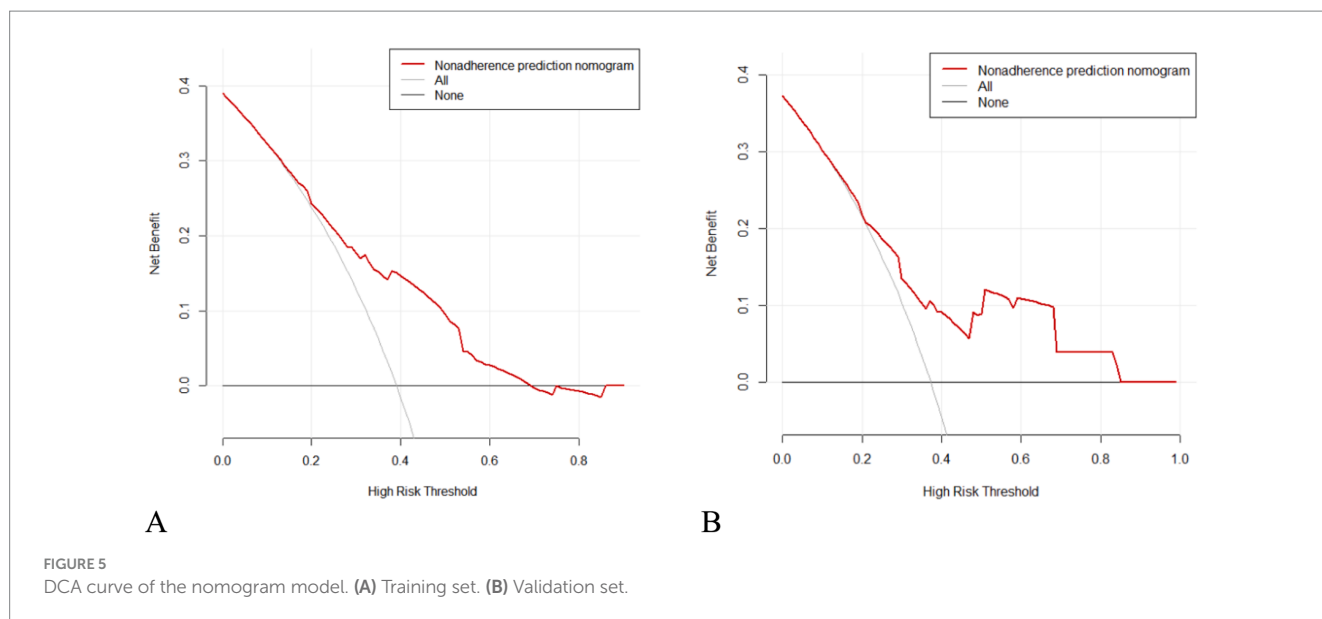 Nonadherence prediction nomogram
All
None
0.4
0.3
0.2
0.1
0.0
Net Benefit
0.0 0.2 0.4 0.6 0.8
High Risk Threshold
A
Nonadherence prediction nomogram
All
None
0.4
0.3
0.2
0.1
0.0
Net Benefit
0.0 0.2 0.4 0.6 0.8 1.0
High Risk Threshold
B
FIGURE 5
DCA curve of the nomogram model. (A) Training set. (B) Validation set.